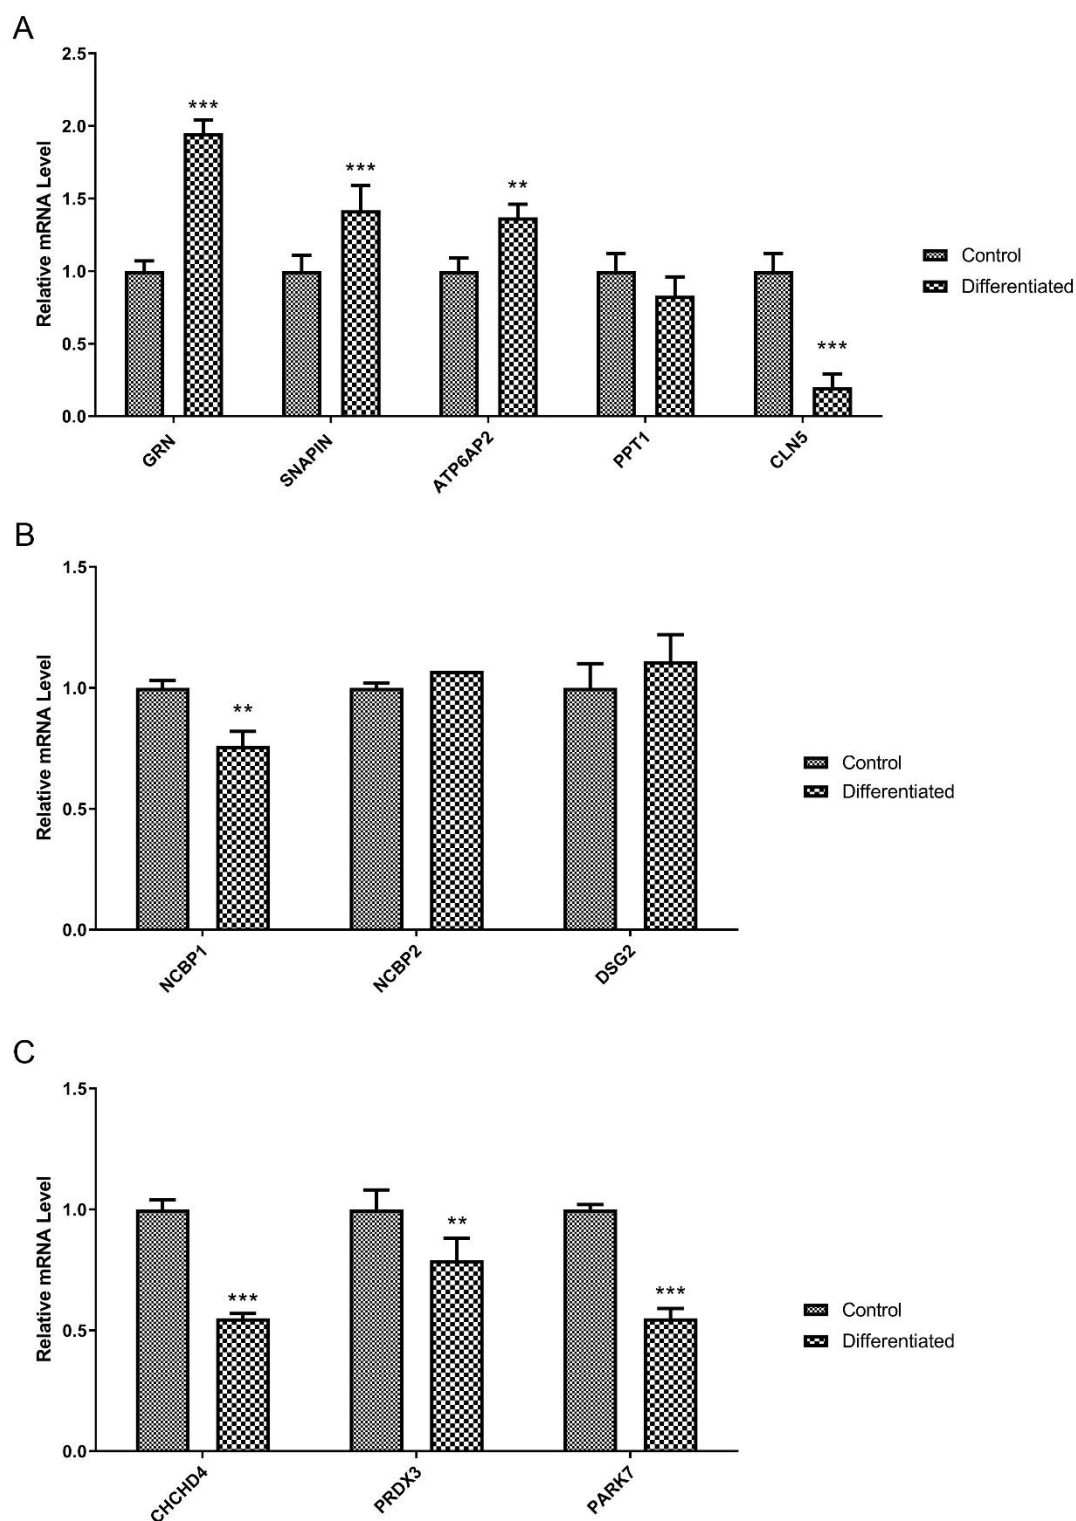 A
2.5
2.0
1.5
1.0
0.5
0.0
Relative mRNA Level
***
***
**
***
GRN
SNAPIN
ATP6AP2
PPT1
CLN5
Control
Differentiated
B
1.5
1.0
0.5
0.0
Relative mRNA Level
**
NCBP1
NCBP2
DSG2
Control
Differentiated
C
1.5
1.0
0.5
0.0
Relative mRNA Level
***
**
***
CHCHD4
PRDX3
PARK7
Control
Differentiated